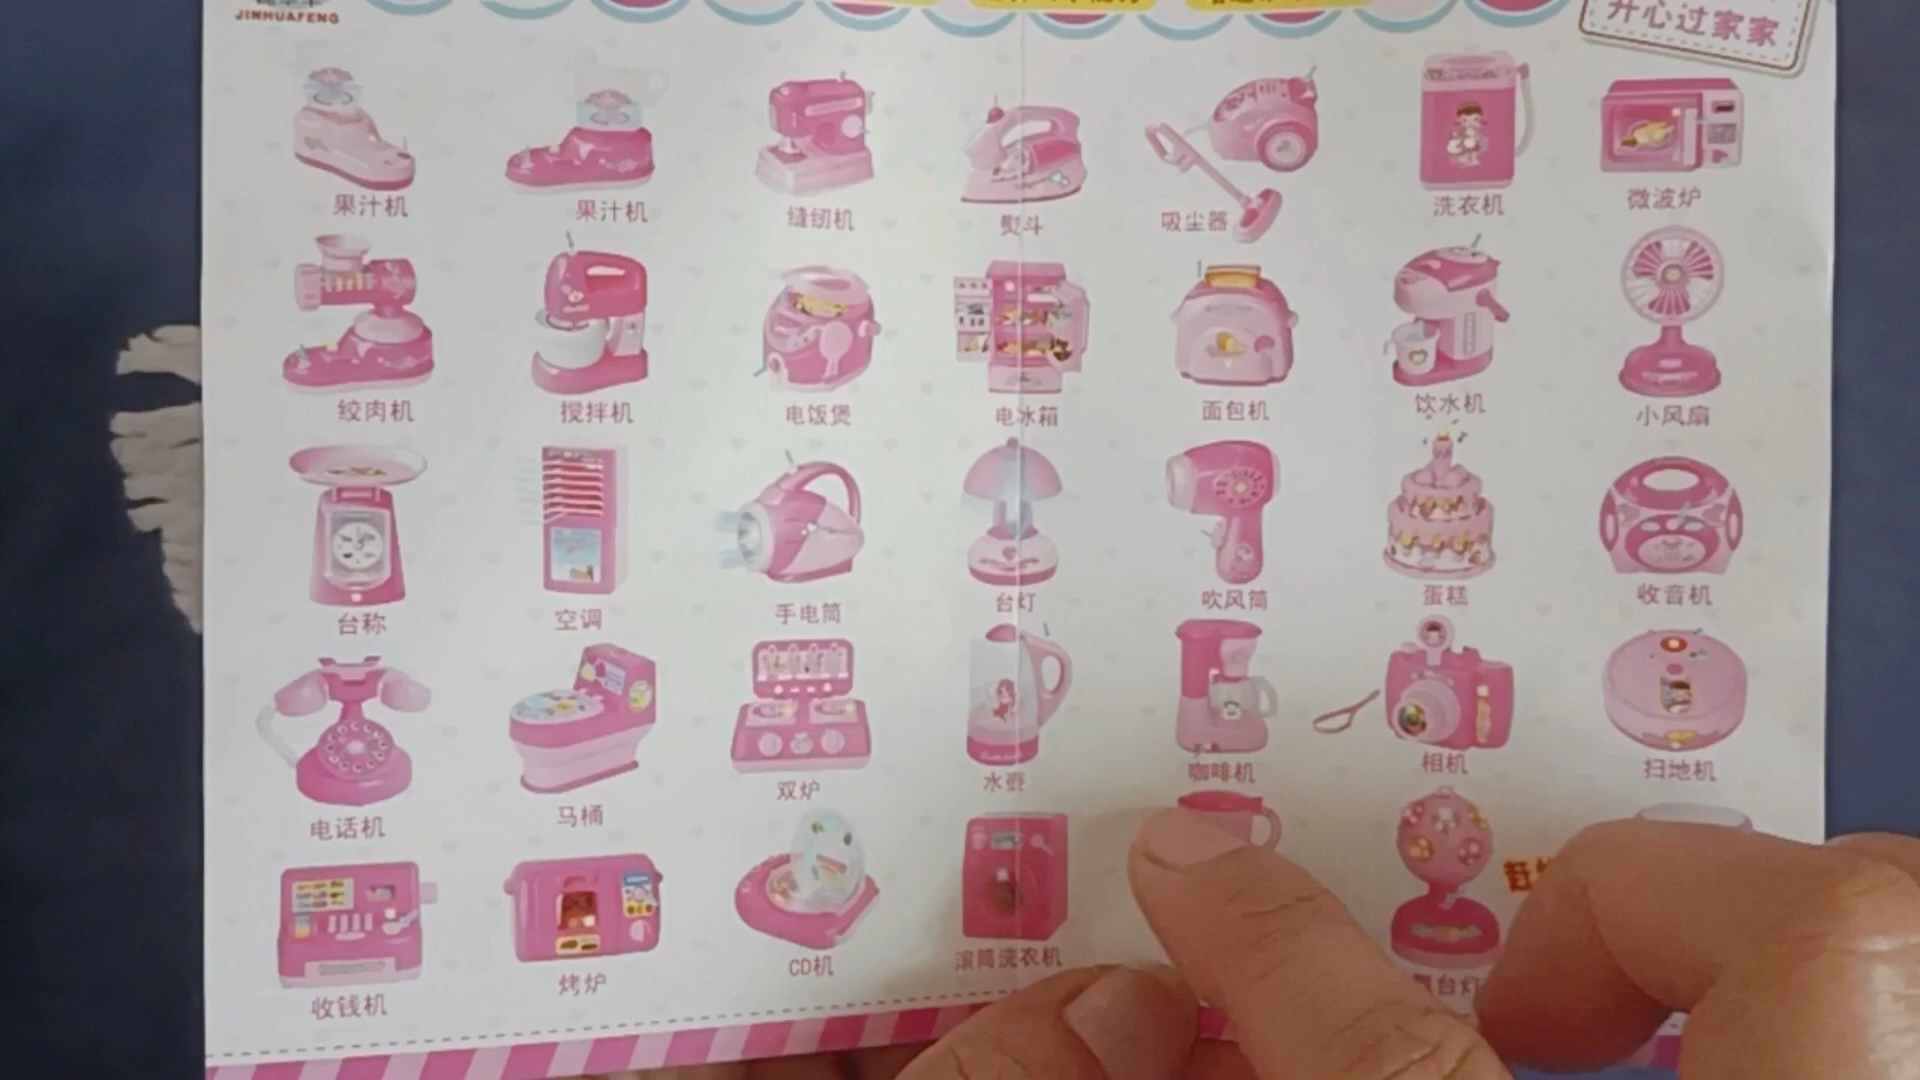 JINHUAFENG
开心过家家
果汁机
果汁机
缝纫机
熨斗
吸尘器
洗衣机
微波炉
绞肉机
搅拌机
电饭煲
电冰箱
面包机
饮水机
小风扇
台称
空调
手电筒
台灯
吹风筒
蛋糕
收音机
电话机
马桶
双炉
水壶
咖啡机
相机
扫地机
收钱机
烤炉
CD机
滚筒洗衣机
台灯